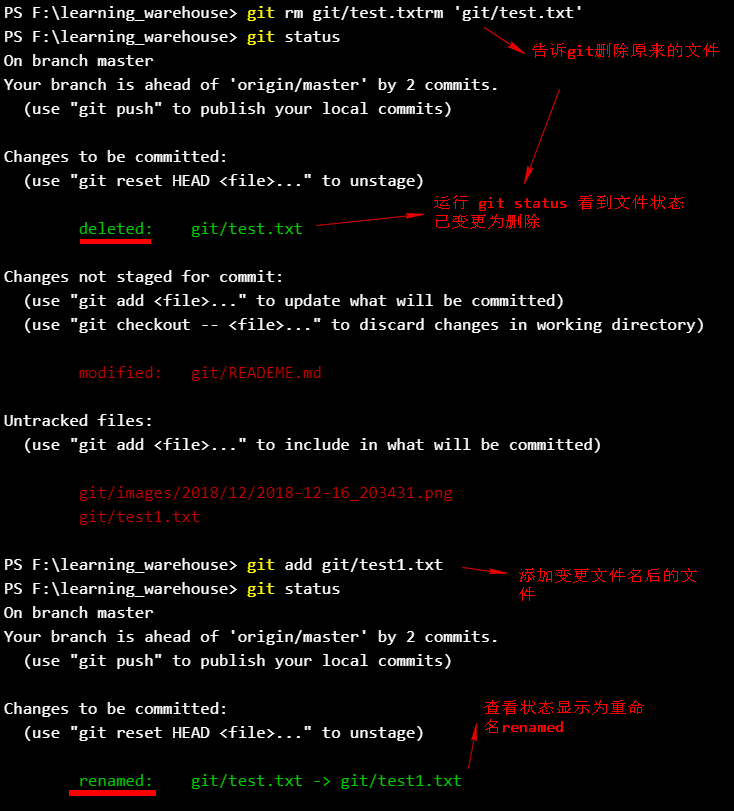 PS F:\learning_warehouse> git rm git/test.txtrm 'git/test.txt'
PS F:\learning_warehouse> git status
告诉git删除原来的文件
On branch master
Your branch is ahead of 'origin/master' by 2 commits.
(use "git push" to publish your local commits)
Changes to be committed:
(use "git reset HEAD <file>..." to unstage)
运行 git status 看到文件状态
已变更为删除
deleted: git/test.txt
Changes not staged for commit:
(use "git add <file>..." to update what will be committed)
(use "git checkout -- <file>..." to discard changes in working directory)
modified: git/READEME.md
Untracked files:
(use "git add <file>..." to include in what will be committed)
git/images/2018/12/2018-12-16_203431.png
git/test1.txt
PS F:\learning_warehouse> git add git/test1.txt
添加变更文件名后的文
件
PS F:\learning_warehouse> git status
On branch master
Your branch is ahead of 'origin/master' by 2 commits.
(use "git push" to publish your local commits)
Changes to be committed:
(use "git reset HEAD <file>..." to unstage)
查看状态显示为重命
名renamed
renamed: git/test.txt -> git/test1.txt